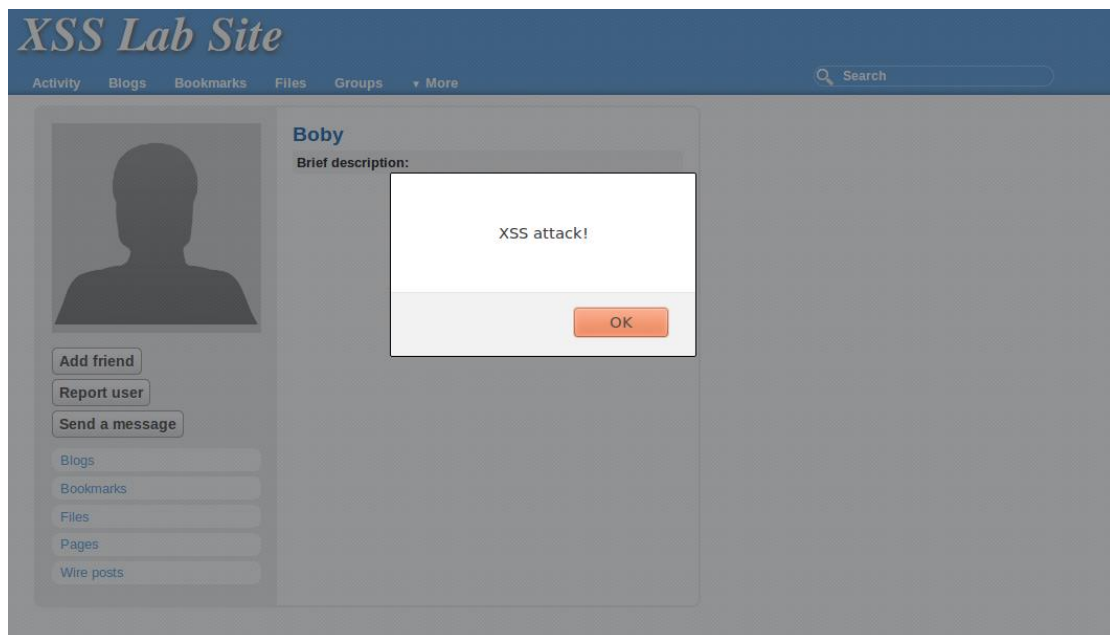 XSS Lab Site
Activity Blogs Bookmarks Files Groups ▾ More Search
Boby
Brief description:
XSS attack!
OK
Add friend
Report user
Send a message
Blogs
Bookmarks
Files
Pages
Wire posts